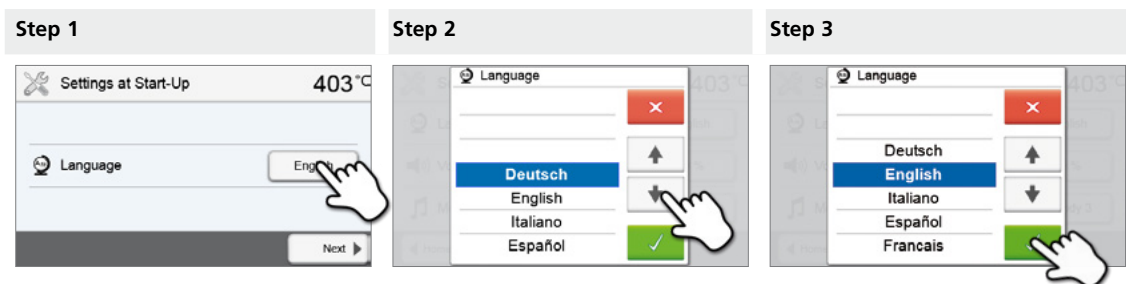 Step 1
Settings at Start-Up 403 °C
Language
Next
Step 2
Language
Deutsch
English
Italiano
Español
Step 3
Language
Deutsch
English
Italiano
Español
Francais